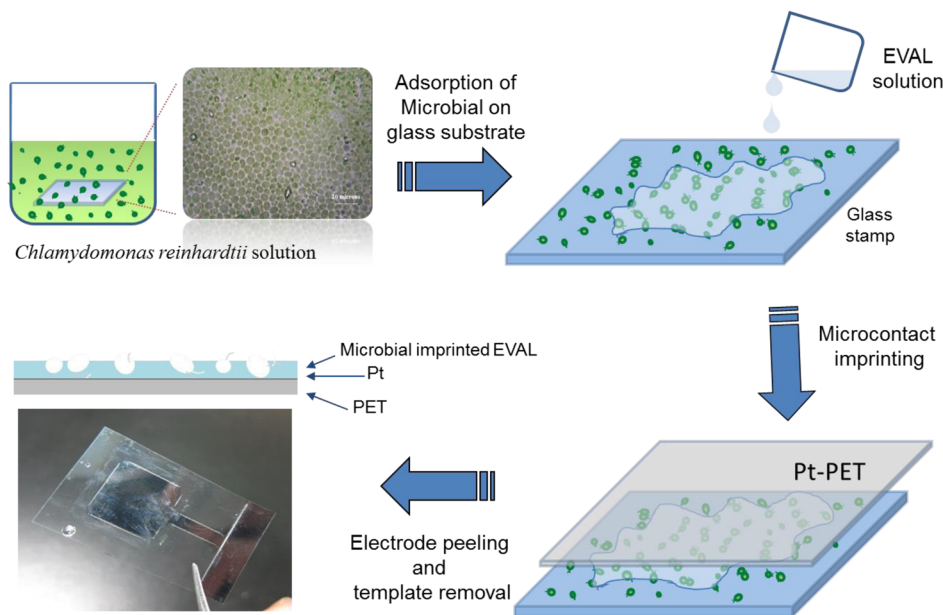 Adsorption of
Microbial on
glass substrate
EVAL
solution
Glass
stamp
Chlamydomonas reinhardtii solution
Microcontact
imprinting
Microbial imprinted EVAL
Pt
PET
Pt-PET
Electrode peeling
and
template removal